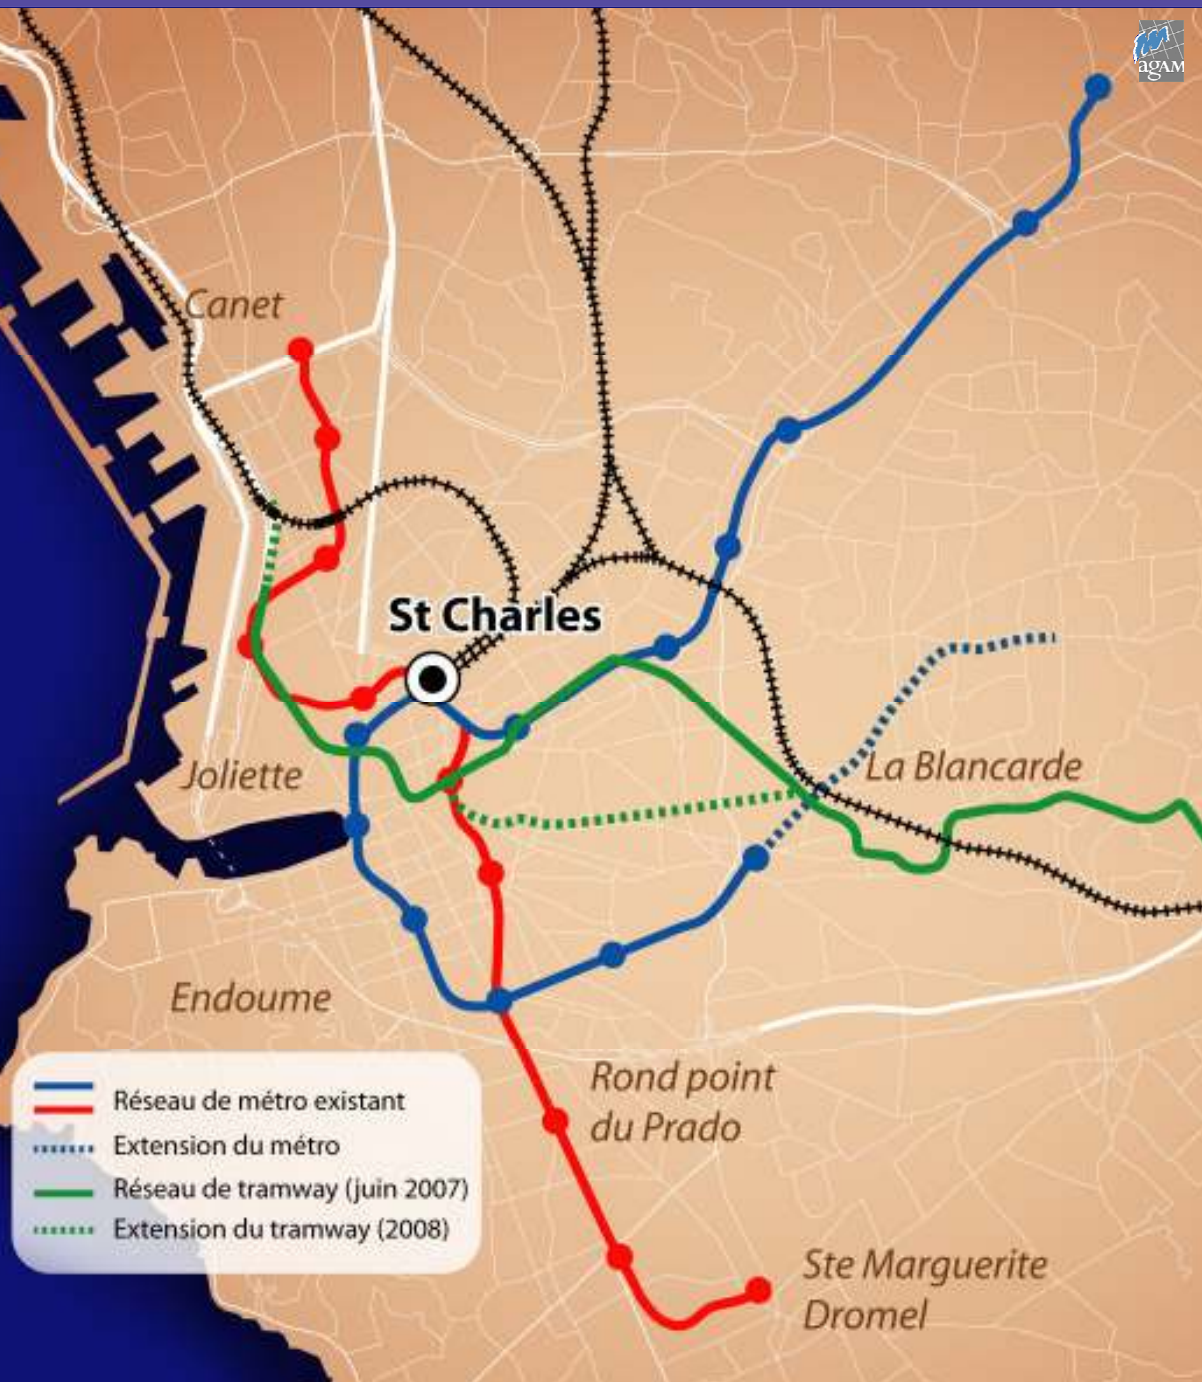 agAM
Canet
St Charles
Joliette
La Blancarde
Endoume
Rond point
du Prado
Réseau de métro existant
Extension du métro
Réseau de tramway (juin 2007)
Extension du tramway (2008)
Ste Marguerite
Dromel